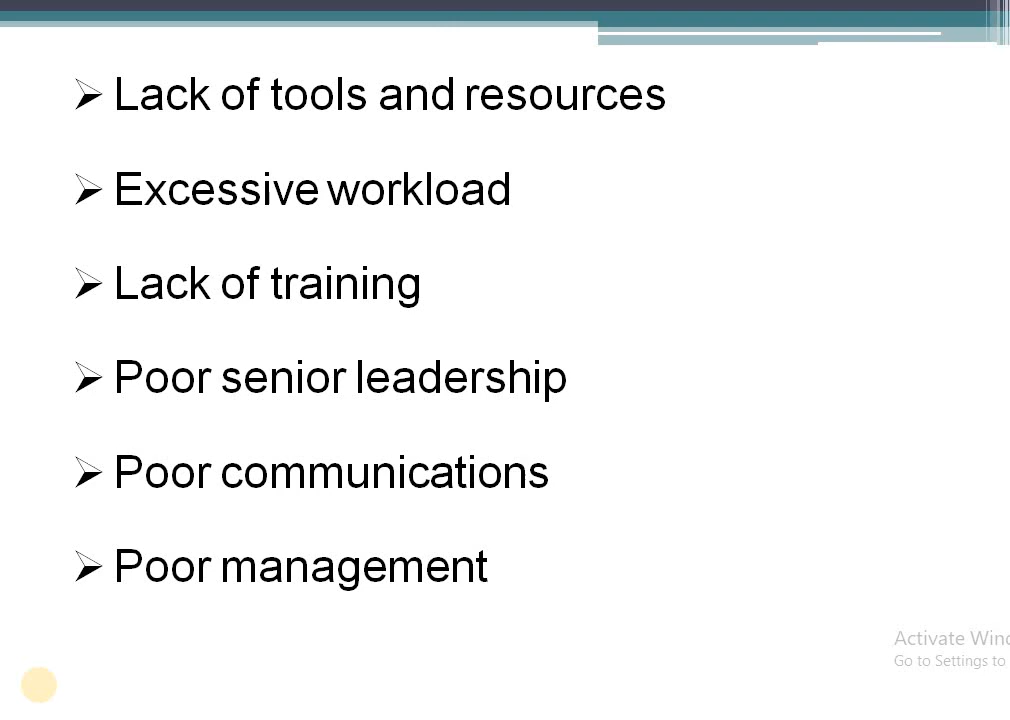 Lack of tools and resources
Excessive workload
Lack of training
Poor senior leadership
Poor communications
Poor management
Activate Win
Go to Settings to